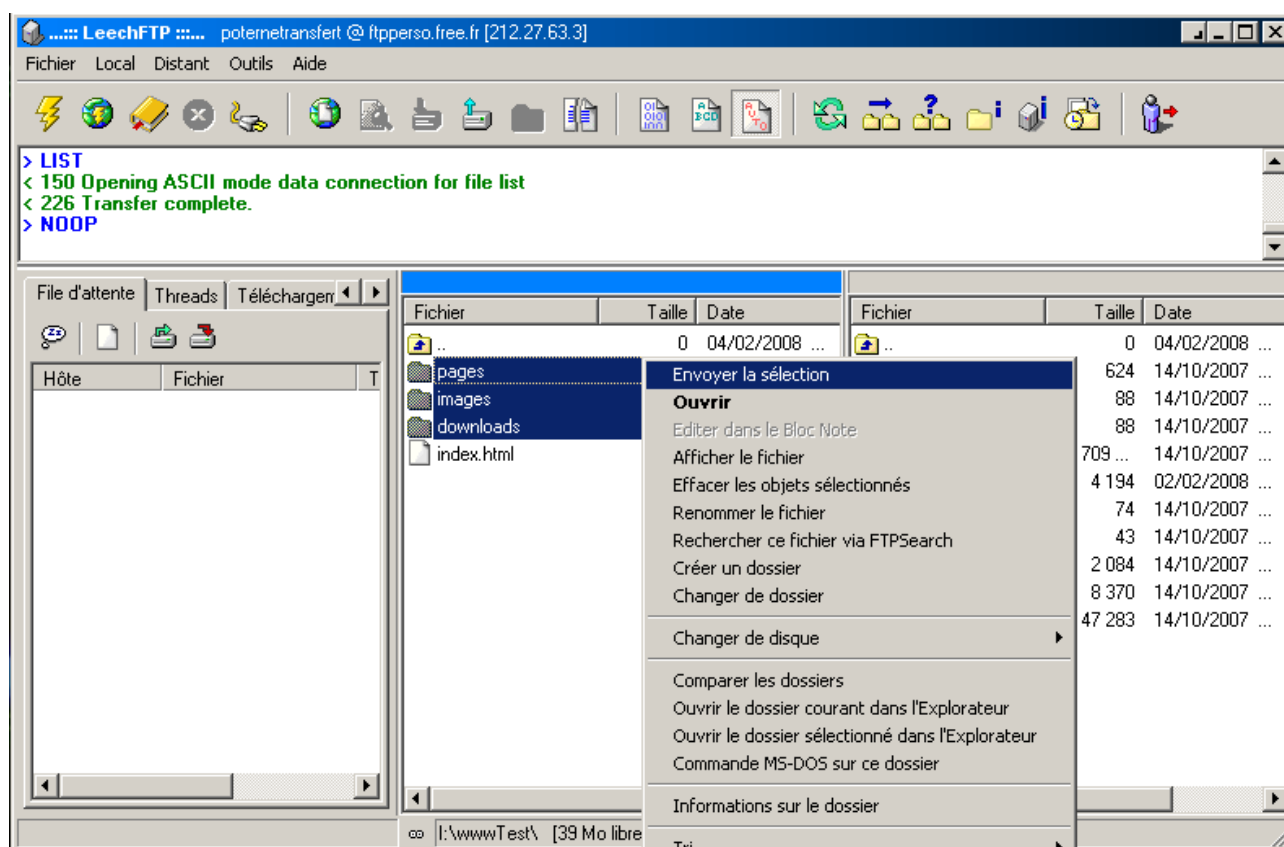 ...::: LeechFTP :::... poternetransfert @ ftpperso.free.fr [212.27.63.3]
Fichier Local Distant Outils Aide
> LIST
< 150 Opening ASCII mode data connection for file list
< 226 Transfer complete.
> NOOP
File d'attente Threads Téléchargem
Hôte Fichier T
Fichier Taille Date
.. 0 04/02/2008 ...
pages
images
downloads
index.html
Envoyer la sélection
Ouvrir
Editer dans le Bloc Note
Afficher le fichier
Effacer les objets sélectionnés
Renommer le fichier
Rechercher ce fichier via FTPSearch
Créer un dossier
Changer de dossier
Changer de disque
Comparer les dossiers
Ouvrir le dossier courant dans l'Explorateur
Ouvrir le dossier sélectionné dans l'Explorateur
Commande MS-DOS sur ce dossier
Informations sur le dossier
Tri
Fichier Taille Date
.. 0 04/02/2008 ...
624 14/10/2007 ...
88 14/10/2007 ...
88 14/10/2007 ...
709 ... 14/10/2007 ...
4 194 02/02/2008 ...
74 14/10/2007 ...
43 14/10/2007 ...
2 084 14/10/2007 ...
8 370 14/10/2007 ...
47 283 14/10/2007 ...
I:\wwwTest\ [39 Mo libre